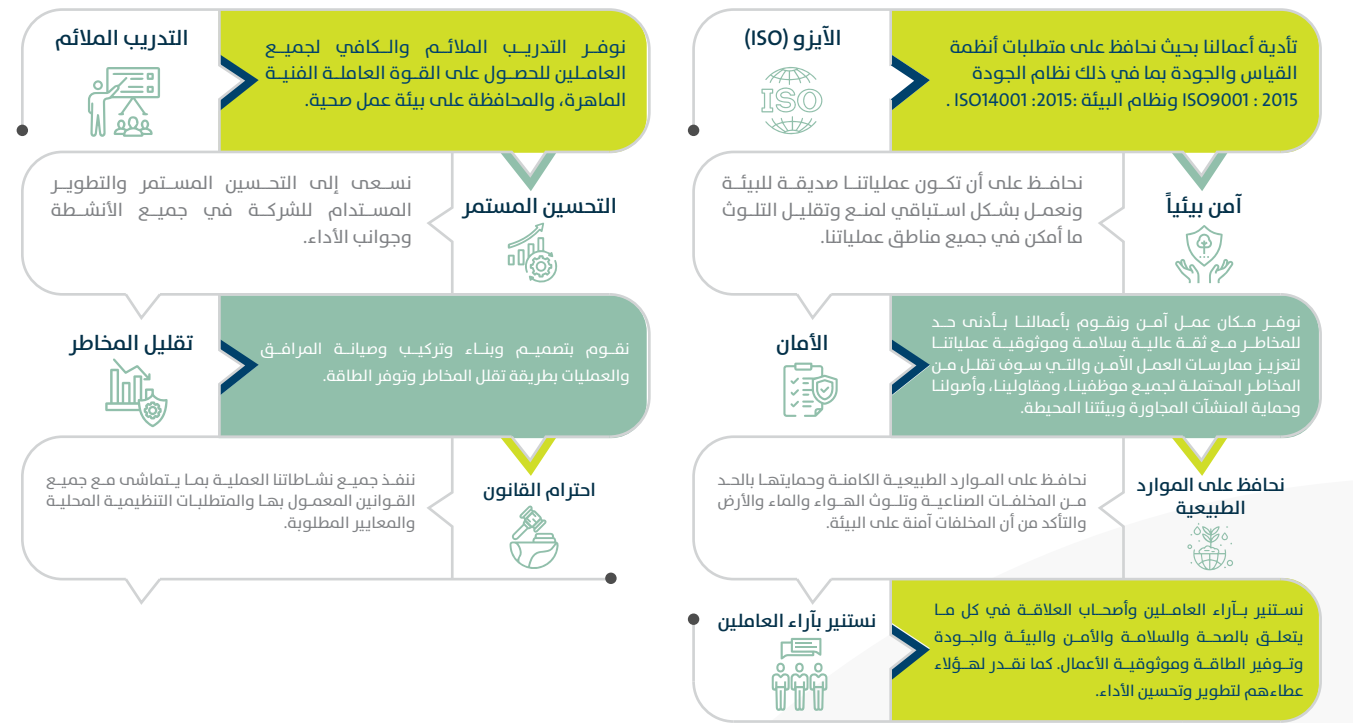 الآيزو (ISO)
تأدية أعمالنا بحيث نحافظ على متطلبات أنظمة
القياس والجودة بما في ذلك نظام الجودة
ISO9001 : 2015 ونظام البيئة :ISO14001 :2015 .
آمن بيئياً
نحافظ على أن تكون عملياتنا صديقة للبيئة
ونعمل بشكل استباقي لمنع وتقليل التلوث
ما أمكن في جميع مناطق عملياتنا.
الأمان
نوفر مكان عمل آمن ونقوم بأعمالنا بأدنى حد
للمخاطر مع ثقة عالية بسلامة وموثوقية عملياتنا
لتعزيز ممارسات العمل الآمن والتي سوف تقلل من
المخاطر المحتملة لجميع موظفينا، ومقاولينا، وأصولنا
وحماية المنشآت المجاورة وبيئتنا المحيطة.
نحافظ على الموارد
الطبيعية
نحافظ على الموارد الطبيعية الكامنة وحمايتها بالحد
من المخلفات الصناعية وتلوث الهواء والماء والأرض
والتأكد من أن المخلفات آمنة على البيئة.
نستنير بآراء العاملين
نستنير بآراء العاملين وأصحاب العلاقة في كل ما
يتعلق بالصحة والسلامة والأمن والبيئة والجودة
وتوفير الطاقة وموثوقية الأعمال. كما نقدر لهؤلاء
عطاءهم لتطوير وتحسين الأداء.
التدريب الملائم
نوفر التدريب الملائم والكافي لجميع
العاملين للحصول على القوة العاملة الفنية
الماهرة، والمحافظة على بيئة عمل صحية.
التحسين المستمر
نسعى إلى التحسين المستمر والتطوير
المستدام للشركة في جميع الأنشطة
وجوانب الأداء.
تقليل المخاطر
نقوم بتصميم وبناء وتركيب وصيانة المرافق
والعمليات بطريقة تقلل المخاطر وتوفر الطاقة.
احترام القانون
ننفذ جميع نشاطاتنا العملية بما يتماشى مع جميع
القوانين المعمول بها والمتطلبات التنظيمية المحلية
والمعايير المطلوبة.
ISO